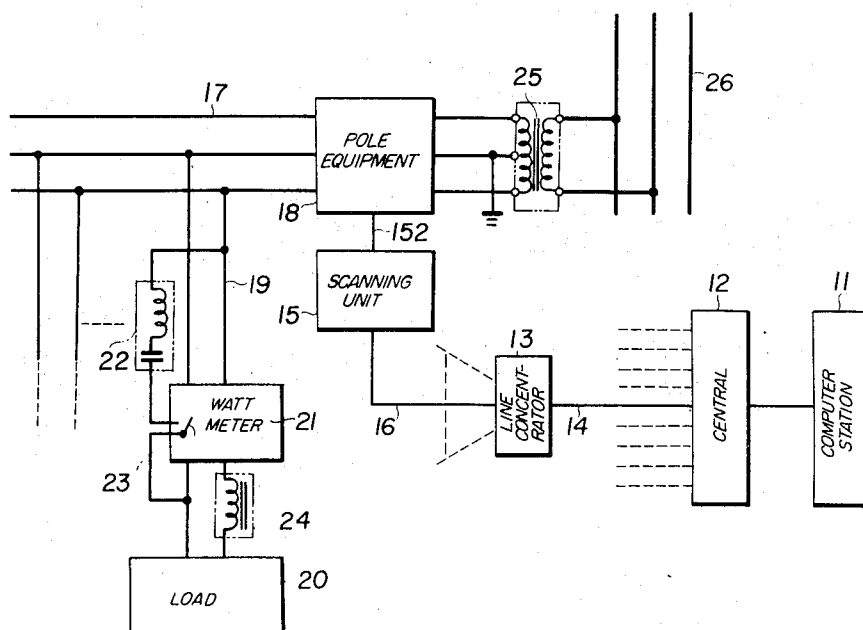 25
26
17
POLE
EQUIPMENT
18
152
SCANNING
UNIT
15
19
22
12
11
13
LINE
CONCENT-
RATOR
16
14
CENTRAL
COMPUTER
STATION
WATT
METER
21
23
24
LOAD
20